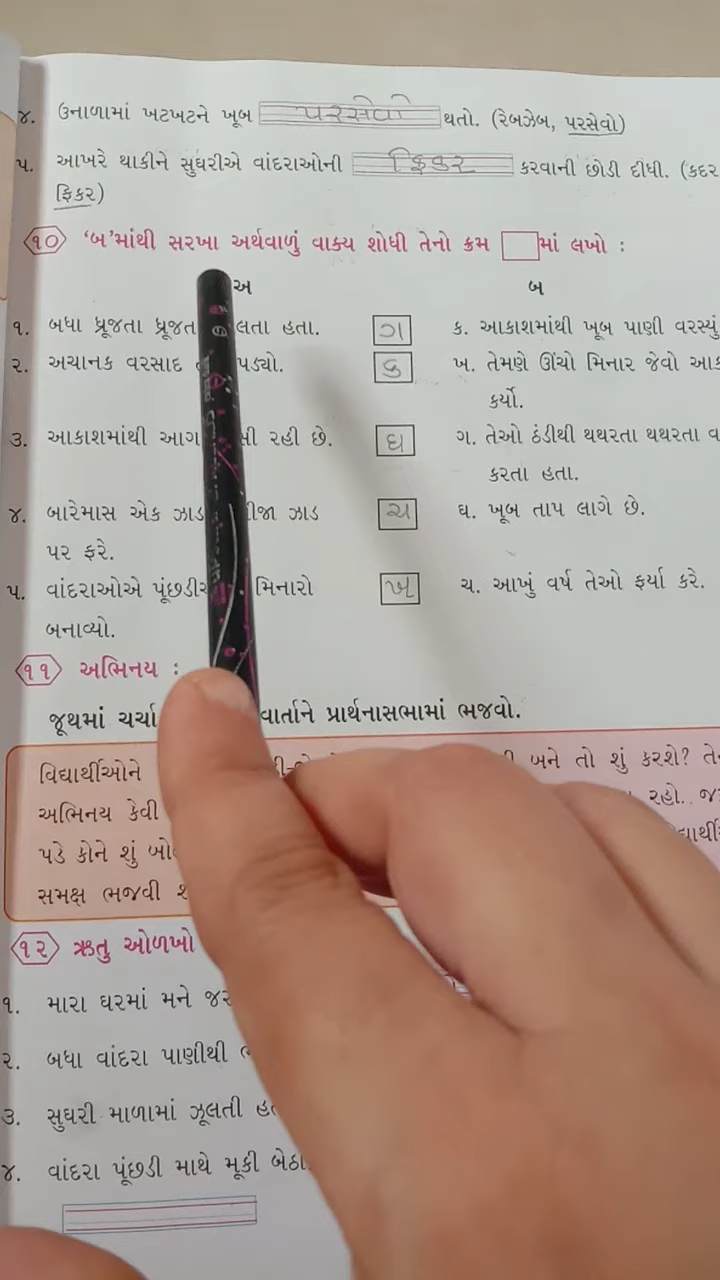 ૪. ઉનાળામાં ખટખટને ખૂબ પરસેવો થતો. (રેબઝેબ, પરસેવો)
૫. આખરે થાકીને સુઘરીએ વાંદરાઓની ફિકર કરવાની છોડી દીધી. (કદર
ફિકર)
૧૦ ‘બ’માંથી સરખા અર્થવાળું વાક્ય શોધી તેનો ક્રમ માં લખો :
અ બ
૧. બધા ધ્રૂજતા ધ્રૂજત લતા હતા. ગ ક. આકાશમાંથી ખૂબ પાણી વરસ્યું
૨. અચાનક વરસાદ પડ્યો. ક ખ. તેમણે ઊંચો મિનાર જેવો આક
કર્યો.
૩. આકાશમાંથી આગ સી રહી છે. ઘ ગ. તેઓ ઠંડીથી થથરતા થથરતા વ
કરતા હતા.
૪. બારેમાસ એક ઝાડ ીજા ઝાડ ચ ઘ. ખૂબ તાપ લાગે છે.
પર ફરે.
૫. વાંદરાઓએ પૂંછડી મિનારો ખ ચ. આખું વર્ષ તેઓ ફર્યા કરે.
બનાવ્યો.
૧૧ અભિનય :
જૂથમાં ચર્ચા વાર્તાને પ્રાર્થનાસભામાં ભજવો.
વિદ્યાર્થીઓને બને તો શું કરશે? તે
અભિનય કેવી રહો.. જ
પડે કોને શું બો
સમક્ષ ભજવી
૧૨ ઋતુ ઓળખો
૧. મારા ઘરમાં મને જર
૨. બધા વાંદરા પાણીથી
૩. સુઘરી માળામાં ઝૂલતી હત
૪. વાંદરા પૂંછડી માથે મૂકી બેઠા.